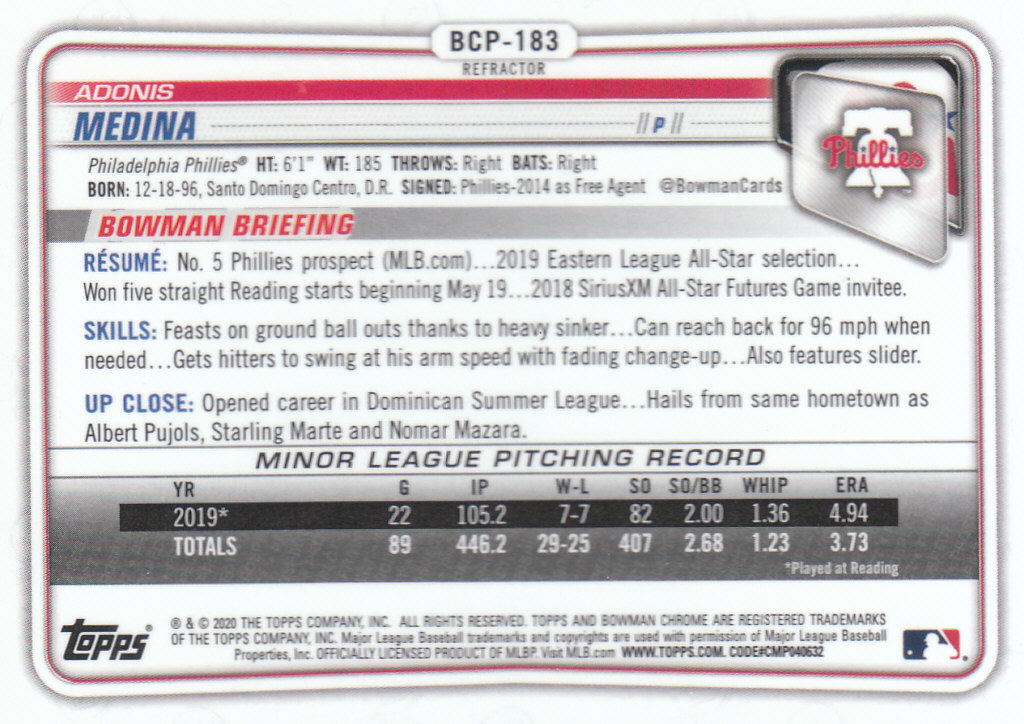 BCP-183
REFRACTOR
ADONIS
MEDINA // P //
Phillies
Philadelphia Phillies® HT: 6'1" WT: 185 THROWS: Right BATS: Right
BORN: 12-18-96, Santo Domingo Centro, D.R. SIGNED: Phillies-2014 as Free Agent @BowmanCards
BOWMAN BRIEFING
RÉSUMÉ: No. 5 Phillies prospect (MLB.com)...2019 Eastern League All-Star selection...
Won five straight Reading starts beginning May 19...2018 SiriusXM All-Star Futures Game invitee.
SKILLS: Feasts on ground ball outs thanks to heavy sinker...Can reach back for 96 mph when
needed...Gets hitters to swing at his arm speed with fading change-up...Also features slider.
UP CLOSE: Opened career in Dominican Summer League...Hails from same hometown as
Albert Pujols, Starling Marte and Nomar Mazara.
MINOR LEAGUE PITCHING RECORD
YR G IP W-L SO SO/BB WHIP ERA
2019* 22 105.2 7-7 82 2.00 1.36 4.94
TOTALS 89 446.2 29-25 407 2.68 1.23 3.73
*Played at Reading
TOPPS®
® & © 2020 THE TOPPS COMPANY, INC. ALL RIGHTS RESERVED. TOPPS AND BOWMAN CHROME ARE REGISTERED TRADEMARKS
OF THE TOPPS COMPANY, INC. Major League Baseball trademarks and copyrights are used with permission of Major League Baseball
Properties, Inc. OFFICIALLY LICENSED PRODUCT OF MLBP. Visit MLB.com WWW.TOPPS.COM. CODE#CMP040632